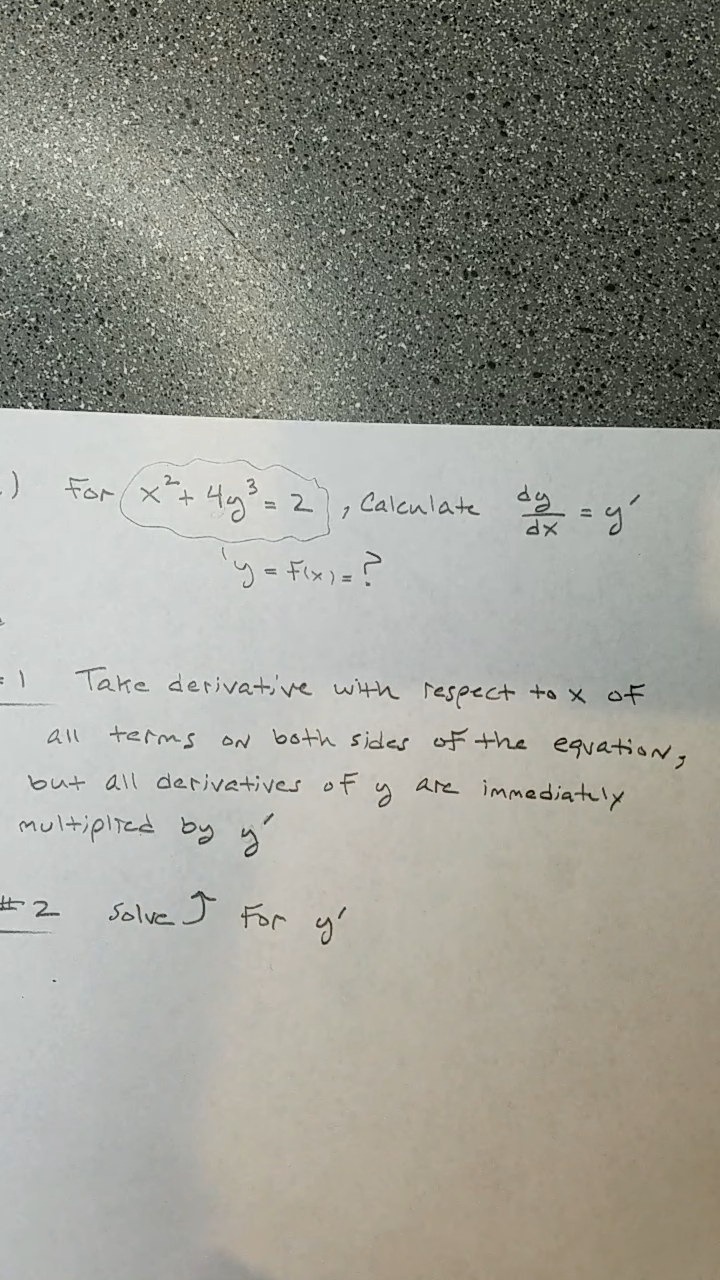 .) For x² + 4y³ = 2 , Calculate dy/dx = y′
y = F(x) = ?
1 Take derivative with respect to x of
all terms on both sides of the equation,
but all derivatives of y are immediately
multiplied by y′
#2 Solve ↑ For y′